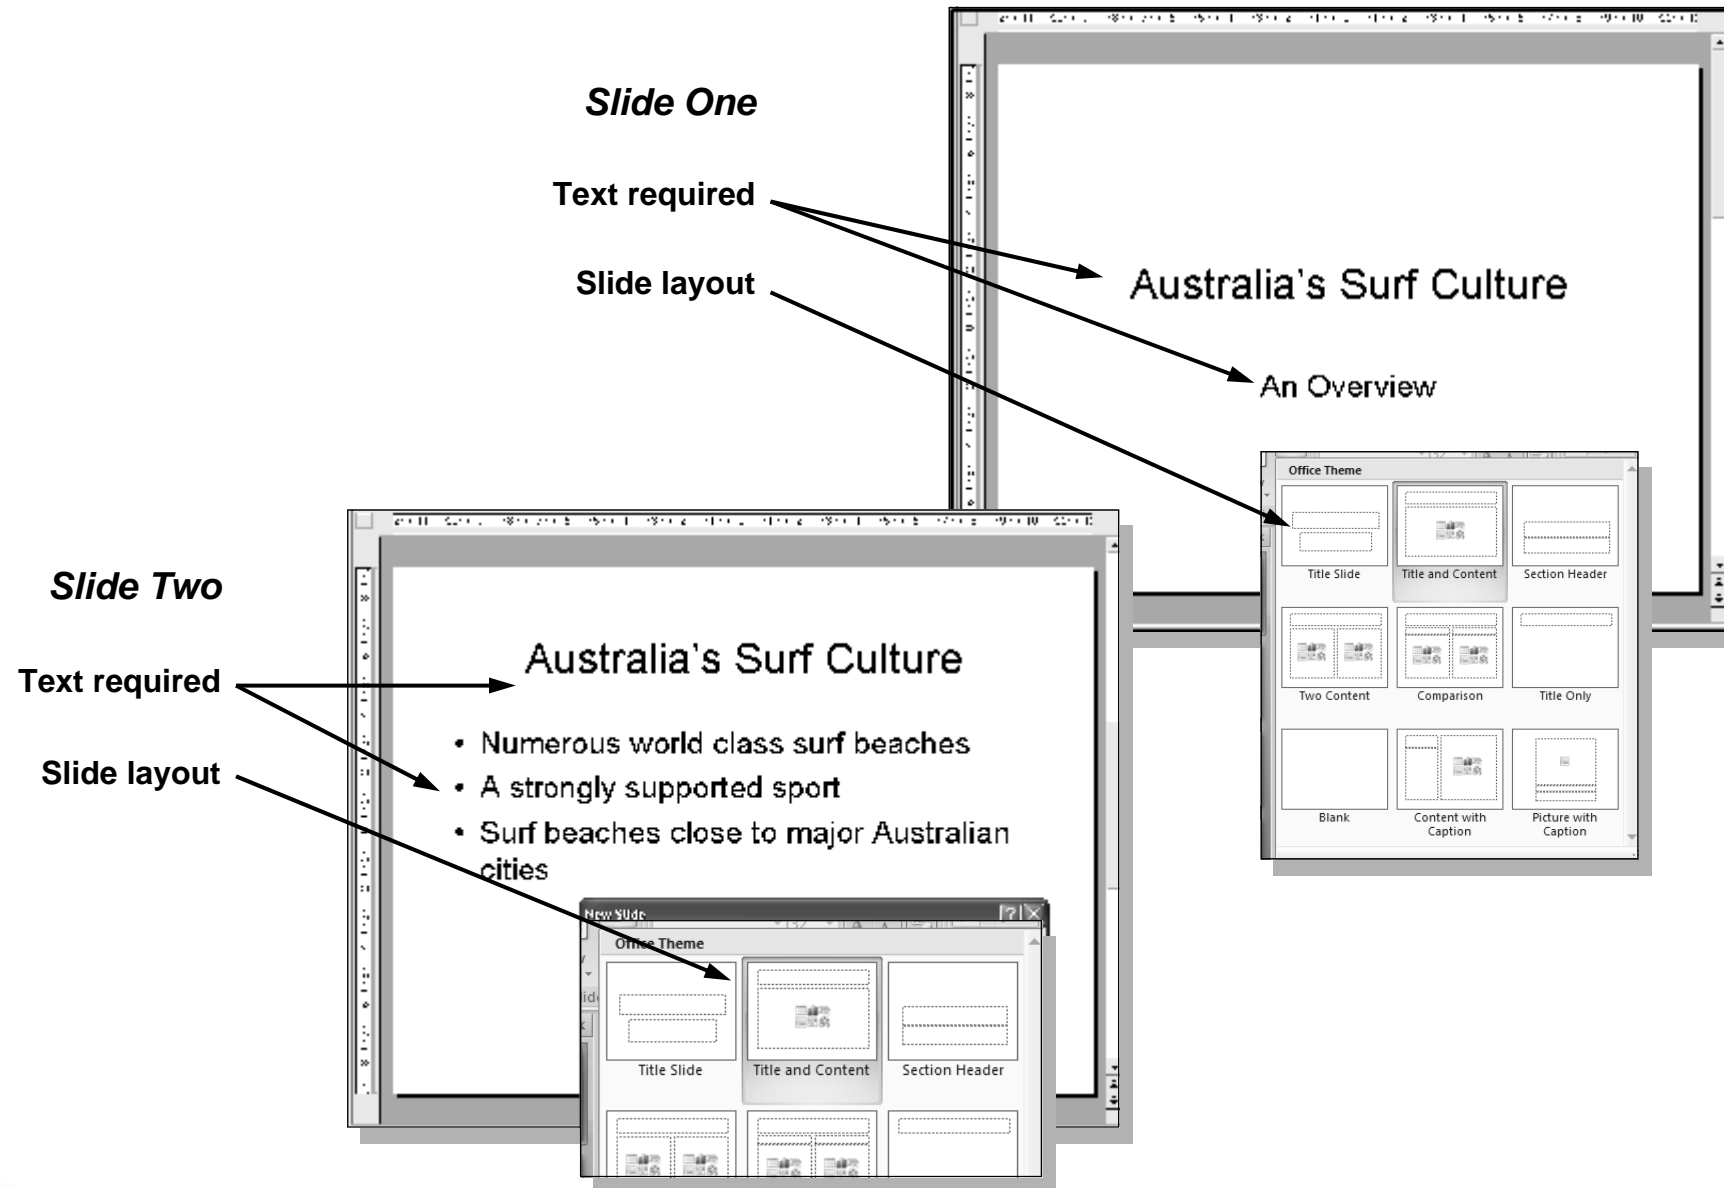 Slide One
Text required
Slide layout
Australia's Surf Culture
An Overview
Office Theme
Title Slide
Title and Content
Section Header
Two Content
Comparison
Title Only
Blank
Content with
Caption
Picture with
Caption
Slide Two
Text required
Slide layout
Australia's Surf Culture
• Numerous world class surf beaches
• A strongly supported sport
• Surf beaches close to major Australian
cities
New Slide
Office Theme
Title Slide
Title and Content
Section Header